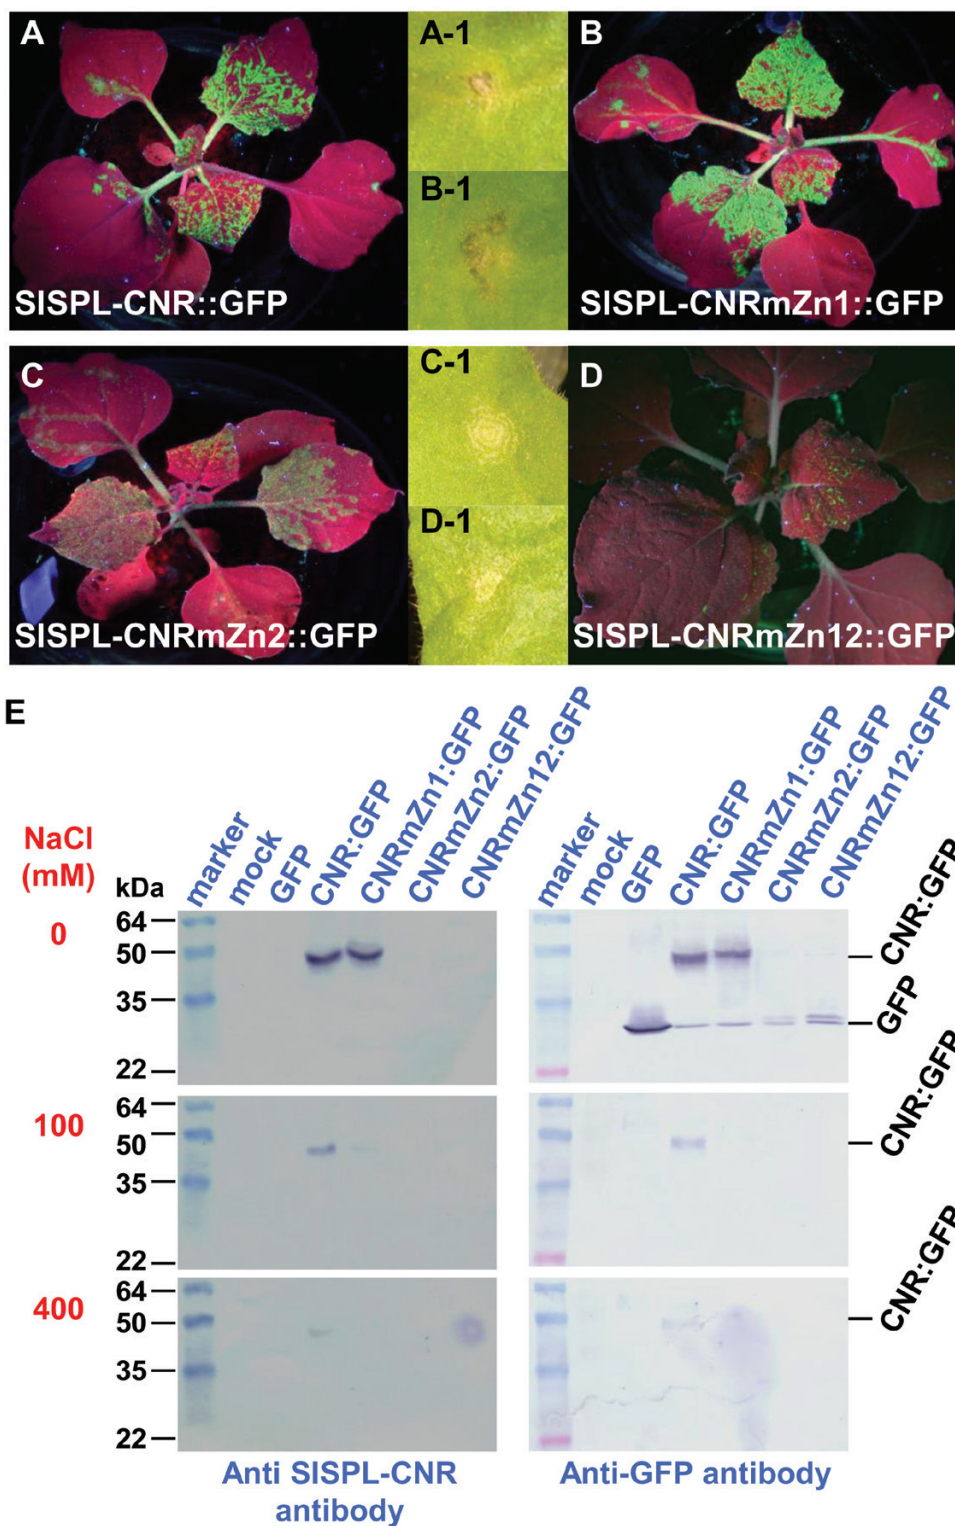 A
A-1
B
B-1
SlSPL-CNR::GFP
SlSPL-CNRmZn1::GFP
C
C-1
D
D-1
SlSPL-CNRmZn2::GFP
SlSPL-CNRmZn12::GFP
E
NaCl
(mM)
kDa
marker
mock
GFP
CNR:GFP
CNRmZn1:GFP
CNRmZn2:GFP
CNRmZn12:GFP
marker
mock
GFP
CNR:GFP
CNRmZn1:GFP
CNRmZn2:GFP
CNRmZn12:GFP
0
64
50
35
22
CNR:GFP
GFP
100
64
50
35
22
CNR:GFP
400
64
50
35
22
CNR:GFP
Anti SlSPL-CNR
antibody
Anti-GFP antibody